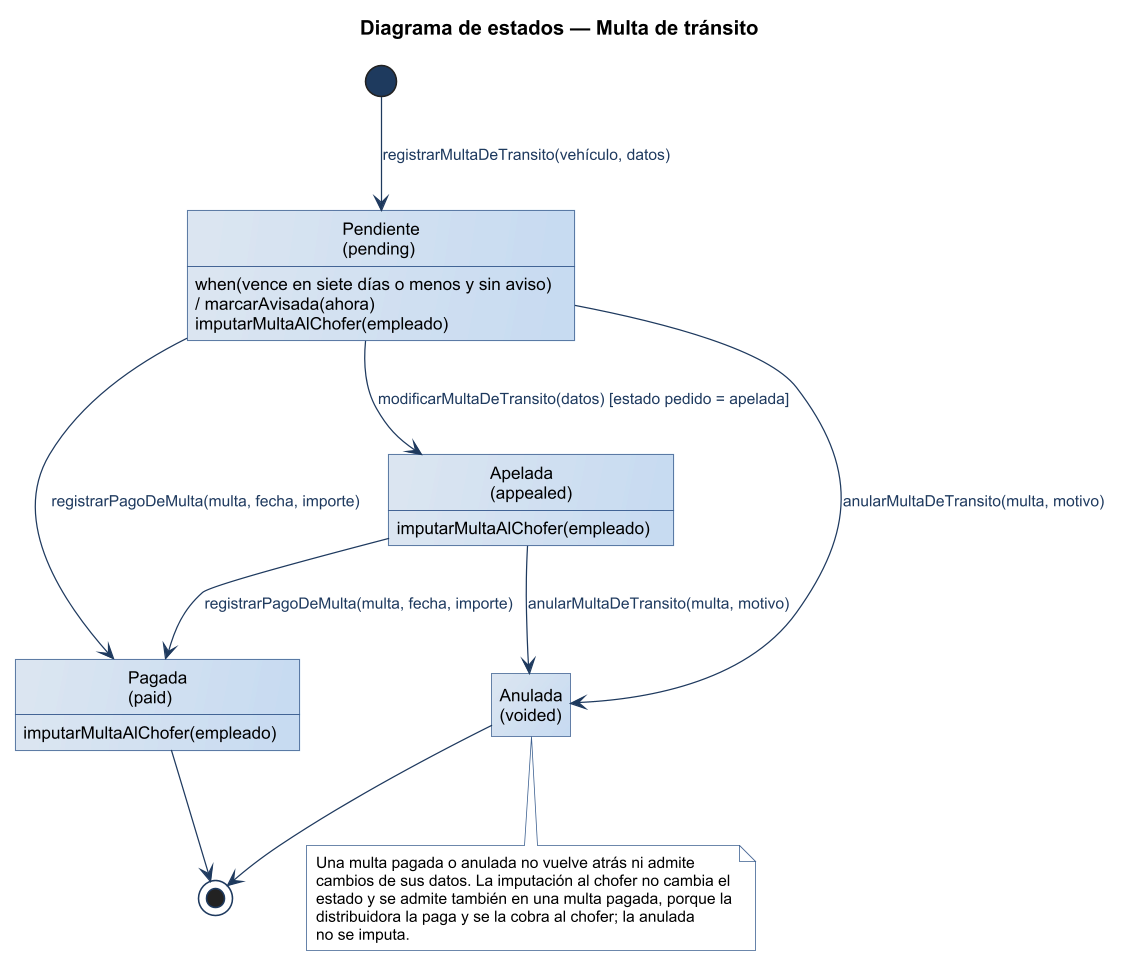 Diagrama de estados — Multa de tránsito
registrarMultaDeTransito(vehículo, datos)
Pendiente
(pending)
when(vence en siete días o menos y sin aviso)
/ marcarAvisada(ahora)
imputarMultaAlChofer(empleado)
modificarMultaDeTransito(datos) [estado pedido = apelada]
Apelada
(appealed)
imputarMultaAlChofer(empleado)
registrarPagoDeMulta(multa, fecha, importe)
anularMultaDeTransito(multa, motivo)
registrarPagoDeMulta(multa, fecha, importe)
anularMultaDeTransito(multa, motivo)
Pagada
(paid)
imputarMultaAlChofer(empleado)
Anulada
(voided)
Una multa pagada o anulada no vuelve atrás ni admite
cambios de sus datos. La imputación al chofer no cambia el
estado y se admite también en una multa pagada, porque la
distribuidora la paga y se la cobra al chofer; la anulada
no se imputa.